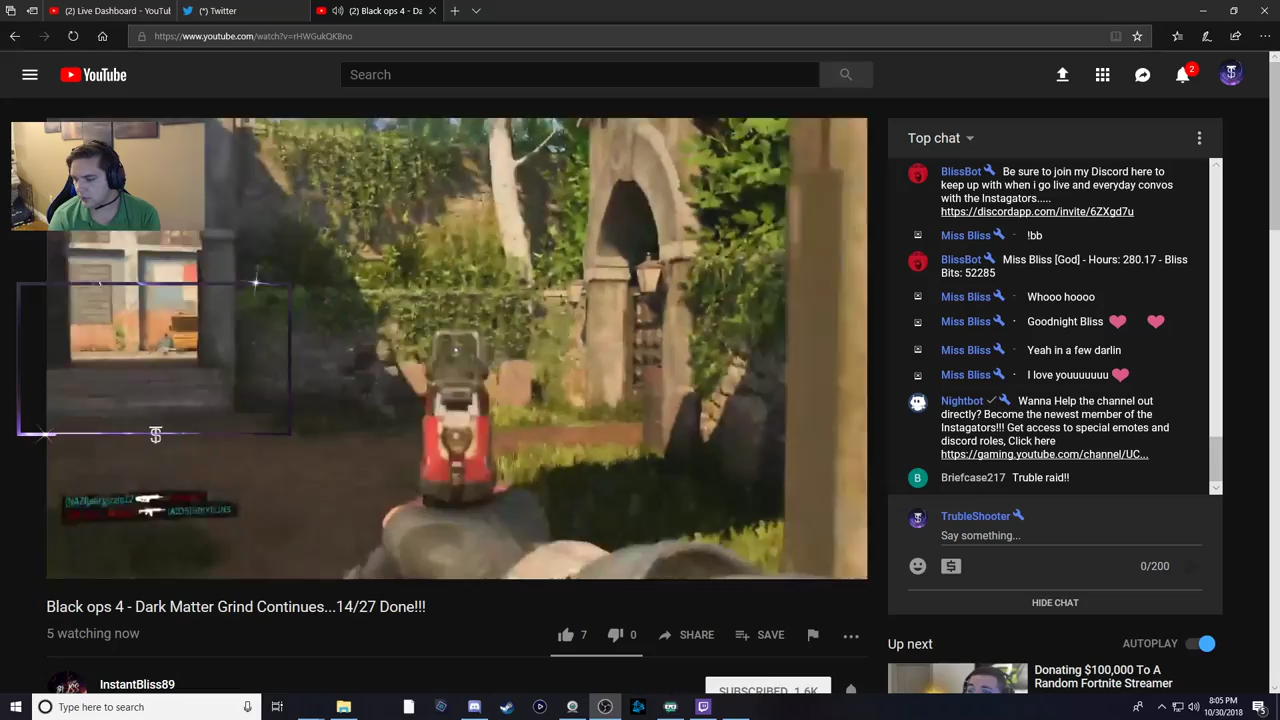 (2) Live Dashboard - YouTul
(*) Twitter
(2) Black ops 4 - Da
https://www.youtube.com/watch?v=rHWGukQKBno
YouTube
Search
2
Top chat
BlissBot Be sure to join my Discord here to
keep up with when i go live and everyday convos
with the Instagators.....
https://discordapp.com/invite/6ZXgd7u
Miss Bliss !bb
BlissBot Miss Bliss [God] - Hours: 280.17 - Bliss
Bits: 52285
Miss Bliss Whooo hoooo
Miss Bliss Goodnight Bliss
Miss Bliss Yeah in a few darlin
Miss Bliss I love youuuuuuu
Nightbot Wanna Help the channel out
directly? Become the newest member of the
Instagators!!! Get access to special emotes and
discord roles, Click here
https://gaming.youtube.com/channel/UC...
B Briefcase217 Truble raid!!
TrubleShooter
Say something...
0/200
HIDE CHAT
Black ops 4 - Dark Matter Grind Continues...14/27 Done!!!
5 watching now
7
0
SHARE
SAVE
InstantBliss89
SUBSCRIBED 1.6K
Up next
AUTOPLAY
Donating $100,000 To A
Random Fortnite Streamer
Type here to search
8:05 PM
10/30/2018